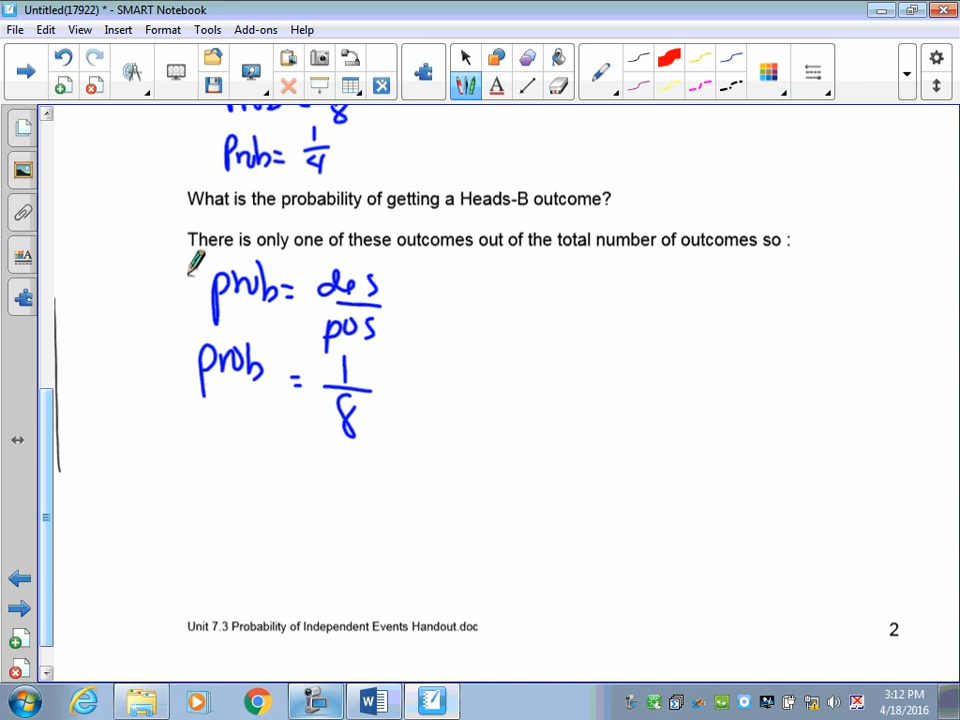 Untitled(17922) * - SMART Notebook
File Edit View Insert Format Tools Add-ons Help
8
Prob = 1/4
What is the probability of getting a Heads-B outcome?
There is only one of these outcomes out of the total number of outcomes so :
prob = des/pos
prob = 1/8
Unit 7.3 Probability of Independent Events Handout.doc
2
3:12 PM
4/18/2016